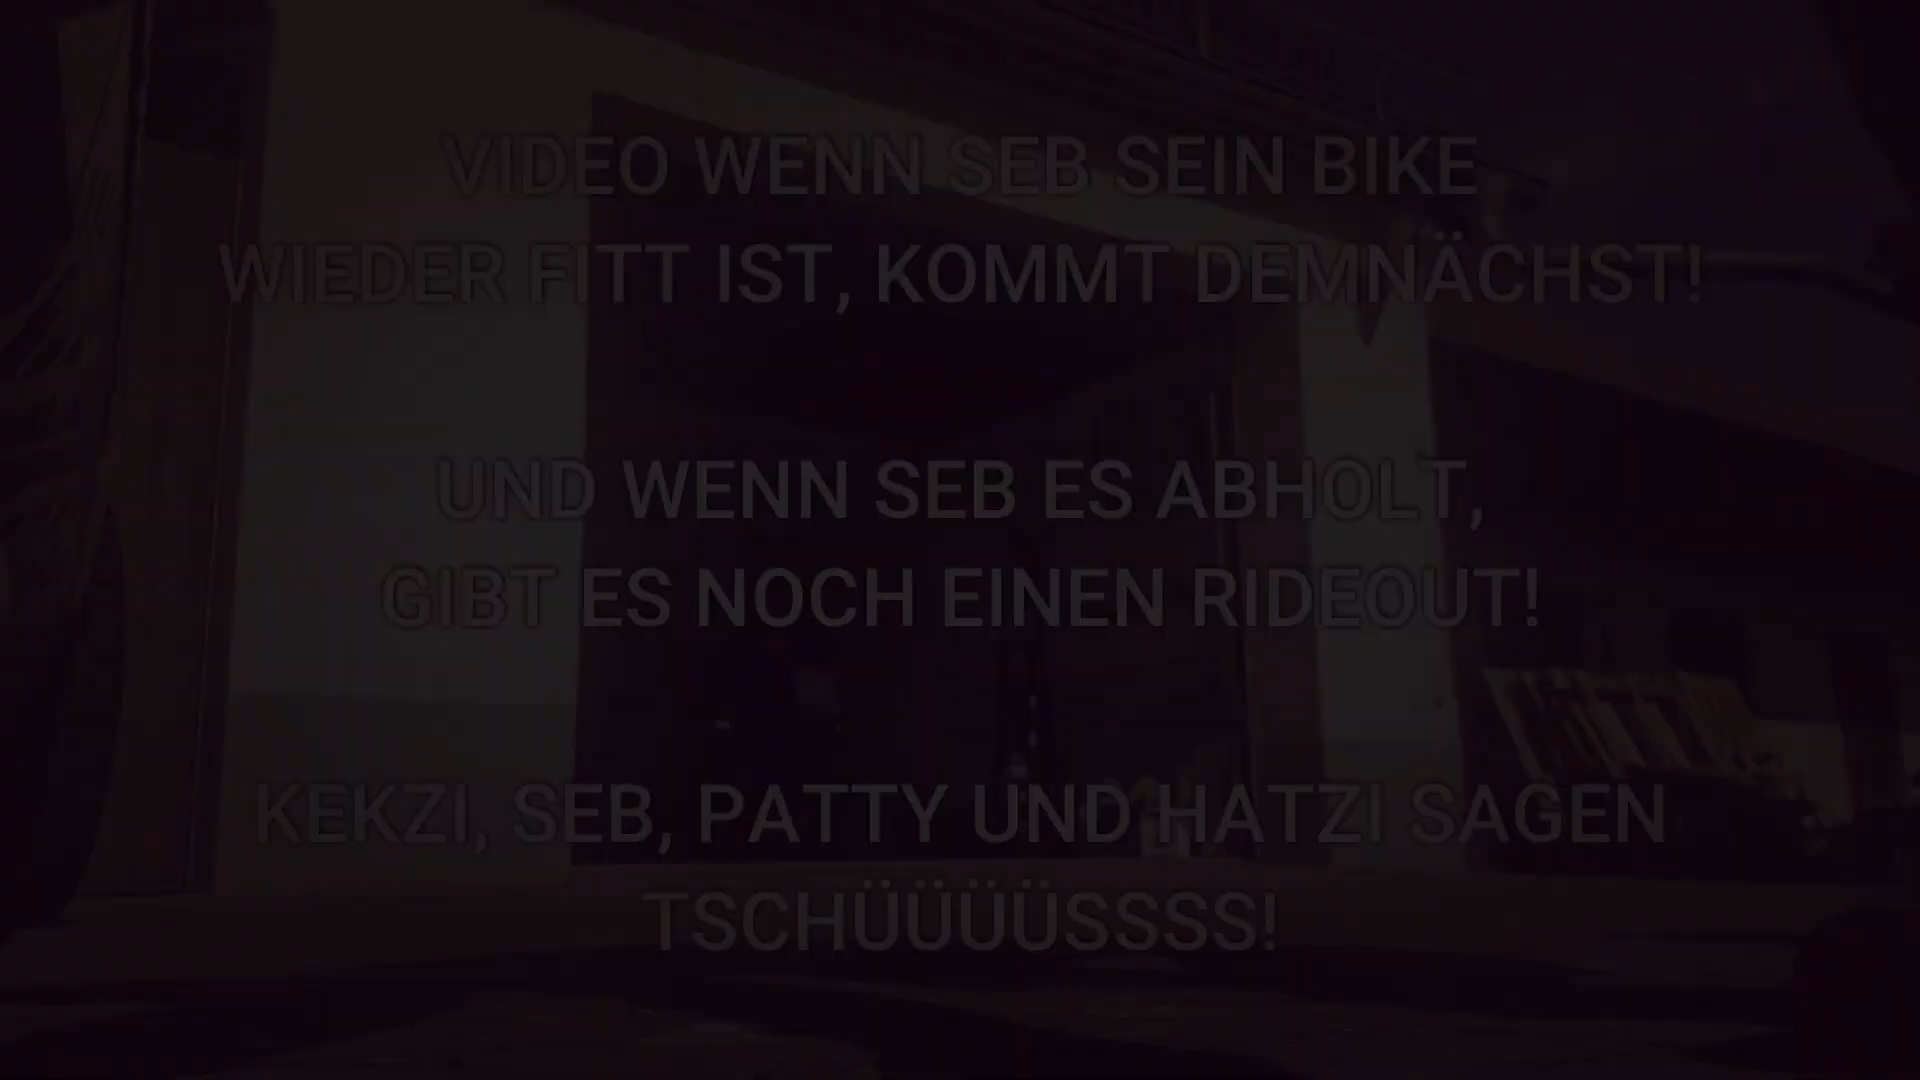 VIDEO WENN SEB SEIN BIKE
WIEDER FITT IST, KOMMT DEMNÄCHST!
UND WENN SEB ES ABHOLT,
GIBT ES NOCH EINEN RIDEOUT!
KEKZI, SEB, PATTY UND HATZI SAGEN
TSCHÜÜÜÜSSSS!